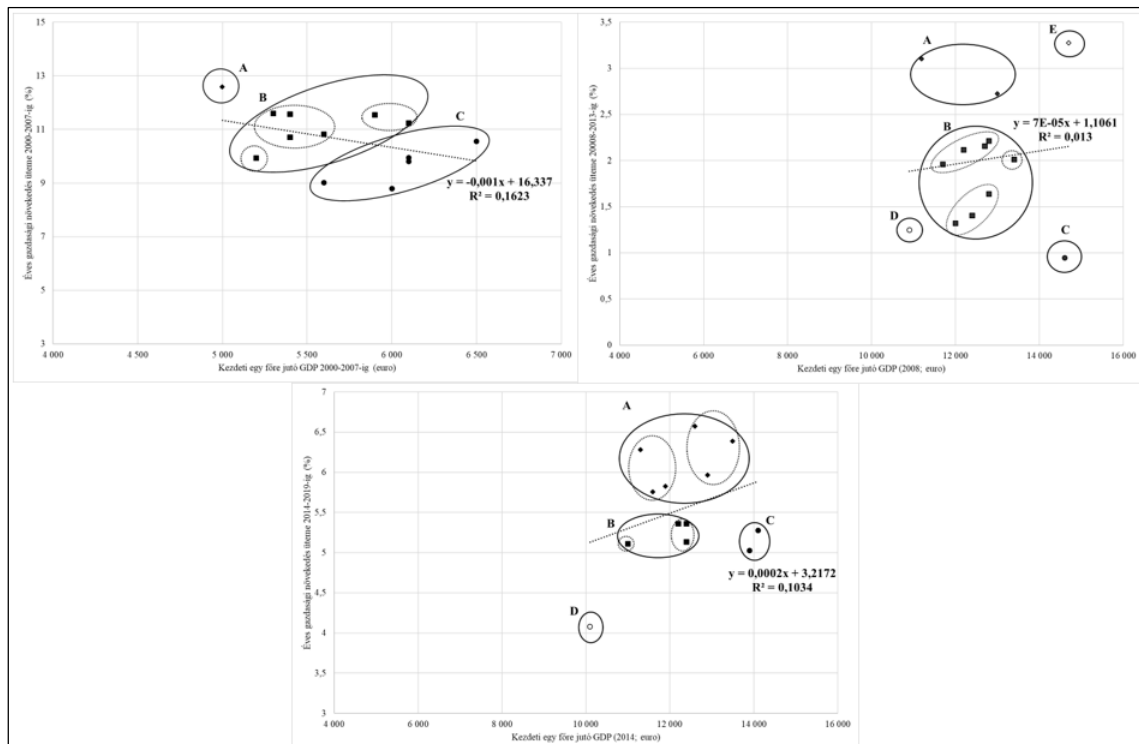 15
13
11
9
7
5
3
Éves gazdasági növekedés üteme 2000-2007-ig (%)
A
B
C
y = -0,001x + 16,337
R² = 0,1623
4 000
4 500
5 000
5 500
6 000
6 500
7 000
Kezdeti egy főre jutó GDP 2000-2007-ig (euro)
3,5
3
2,5
2
1,5
1
0,5
0
Éves gazdasági növekedés üteme 20008-2013-ig (%)
A
E
B
y = 7E-05x + 1,1061
R² = 0,013
D
C
4 000
6 000
8 000
10 000
12 000
14 000
16 000
Kezdeti egy főre jutó GDP (2008; euro)
7
6,5
6
5,5
5
4,5
4
3,5
3
Éves gazdasági növekedés üteme 2014-2019-ig (%)
A
B
C
y = 0,0002x + 3,2172
R² = 0,1034
D
4 000
6 000
8 000
10 000
12 000
14 000
16 000
Kezdeti egy főre jutó GDP (2014; euro)